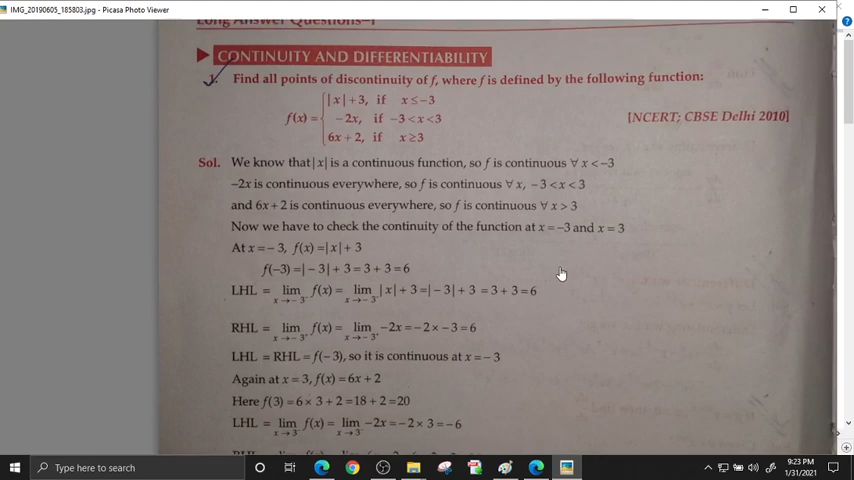 IMG_20190605_185803.jpg - Picasa Photo Viewer
Long Answer Questions–I
CONTINUITY AND DIFFERENTIABILITY
1. Find all points of discontinuity of f, where f is defined by the following function:
|x|+3, if x≤−3
f(x) = −2x, if −3<x<3 [NCERT; CBSE Delhi 2010]
6x+2, if x≥3
Sol. We know that |x| is a continuous function, so f is continuous ∀ x<−3
−2x is continuous everywhere, so f is continuous ∀ x, −3<x<3
and 6x+2 is continuous everywhere, so f is continuous ∀ x>3
Now we have to check the continuity of the function at x=−3 and x=3
At x=−3, f(x)=|x|+3
f(−3)=|−3|+3=3+3=6
LHL = lim x→−3⁻ f(x) = lim x→−3⁻ |x|+3=|−3|+3 =3+3=6
RHL = lim x→−3⁺ f(x) = lim x→−3⁺ −2x=−2×−3=6
LHL = RHL = f(−3), so it is continuous at x=−3
Again at x=3, f(x)=6x+2
Here f(3)=6×3+2=18+2=20
LHL = lim x→3⁻ f(x) = lim x→3⁻ −2x=−2×3=−6
Type here to search
9:23 PM
1/31/2021